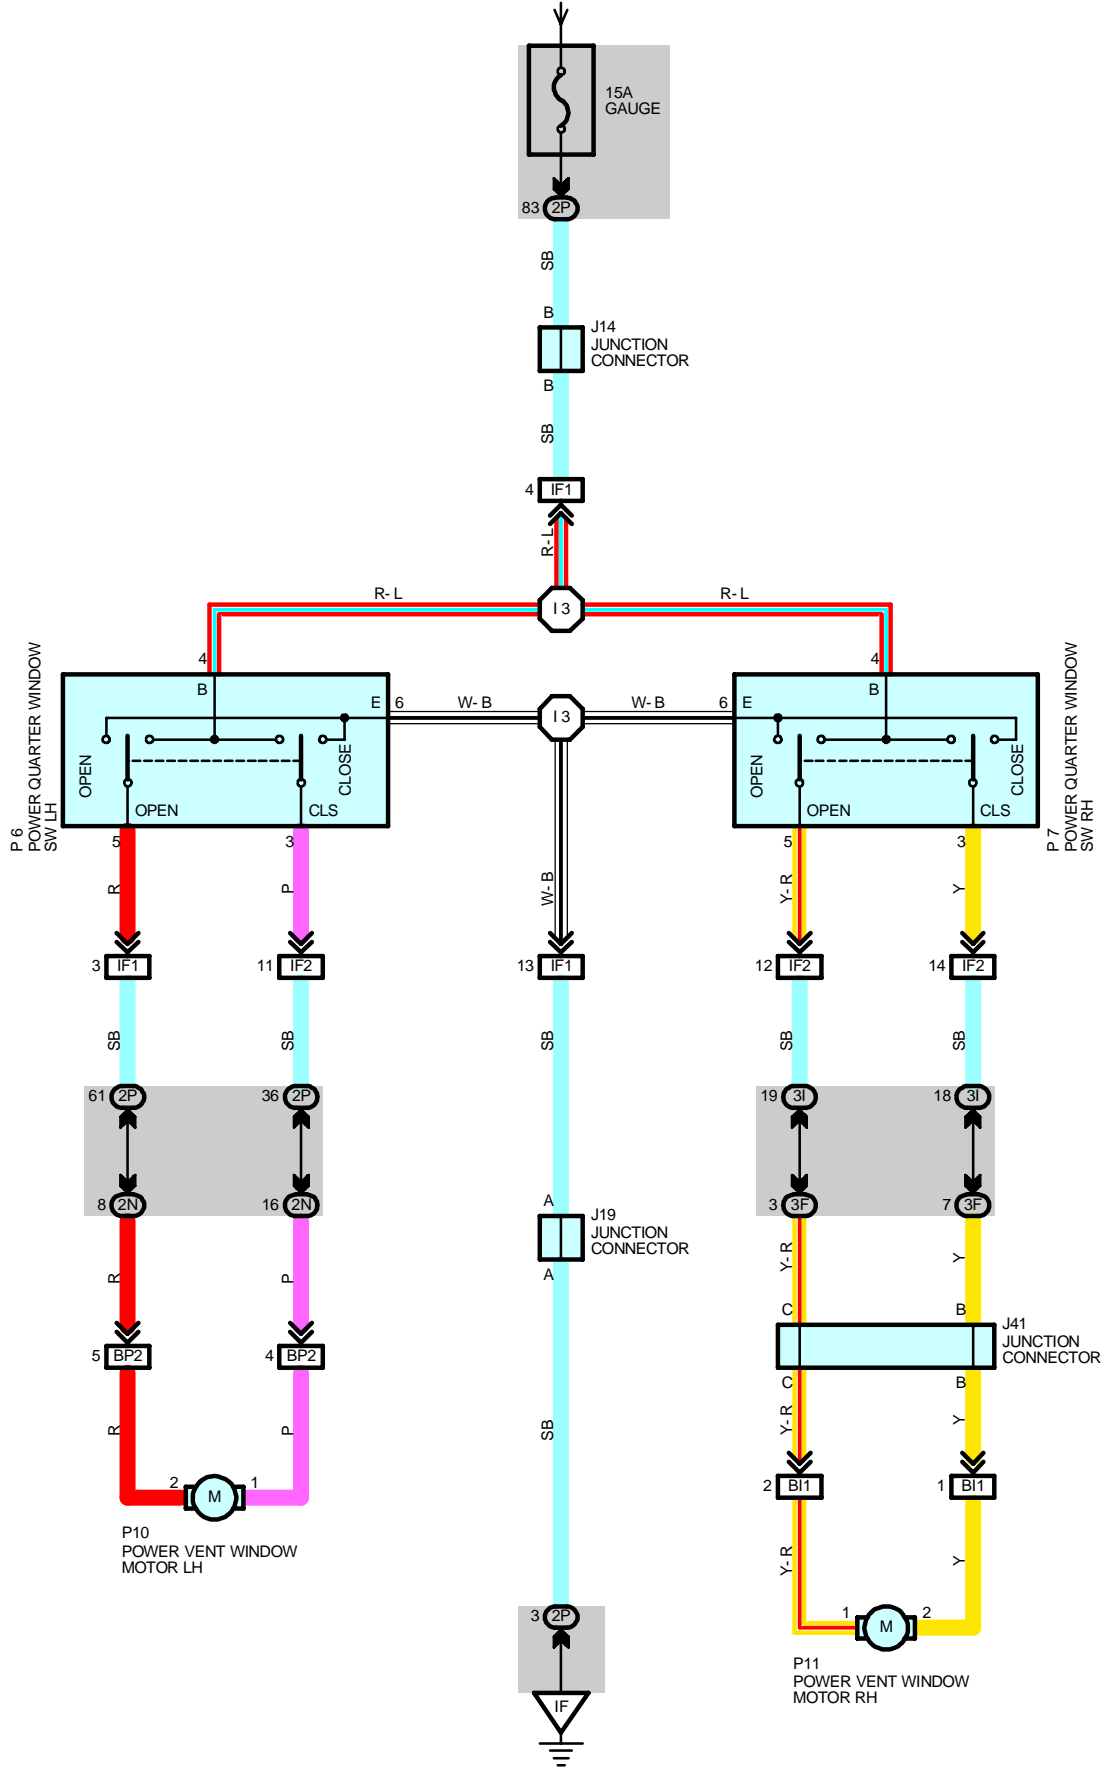 15A
GAUGE
83 2P
SB
B
J14
JUNCTION
CONNECTOR
B
SB
4 IF1
R-L
R-L
I3
R-L
P 6
POWER QUARTER WINDOW
SW LH
4
B
E
6
W-B
I3
W-B
6
E
4
B
OPEN
CLOSE
OPEN
CLS
OPEN
CLOSE
OPEN
CLS
P 7
POWER QUARTER WINDOW
SW RH
5
3
5
3
R
P
W-B
Y-R
Y
3 IF1
11 IF2
13 IF1
12 IF2
14 IF2
SB
SB
SB
SB
SB
61 2P
36 2P
19 3I
18 3I
8 2N
16 2N
3 3F
7 3F
A
J19
JUNCTION
CONNECTOR
A
R
P
Y-R
Y
C
B
J41
JUNCTION
CONNECTOR
C
B
5 BP2
4 BP2
R
P
SB
Y-R
Y
2 BI1
1 BI1
2
M
1
P10
POWER VENT WINDOW
MOTOR LH
Y-R
Y
3 2P
1
M
2
P11
POWER VENT WINDOW
MOTOR RH
IF